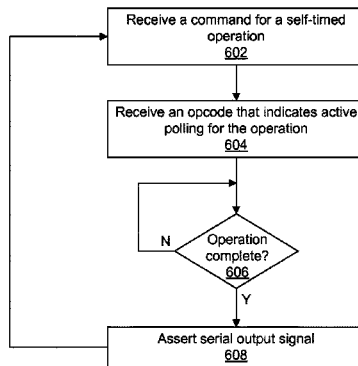 Receive a command for a self-timed
operation
602
Receive an opcode that indicates active
polling for the operation
604
N
Operation
complete?
606
Y
Assert serial output signal
608